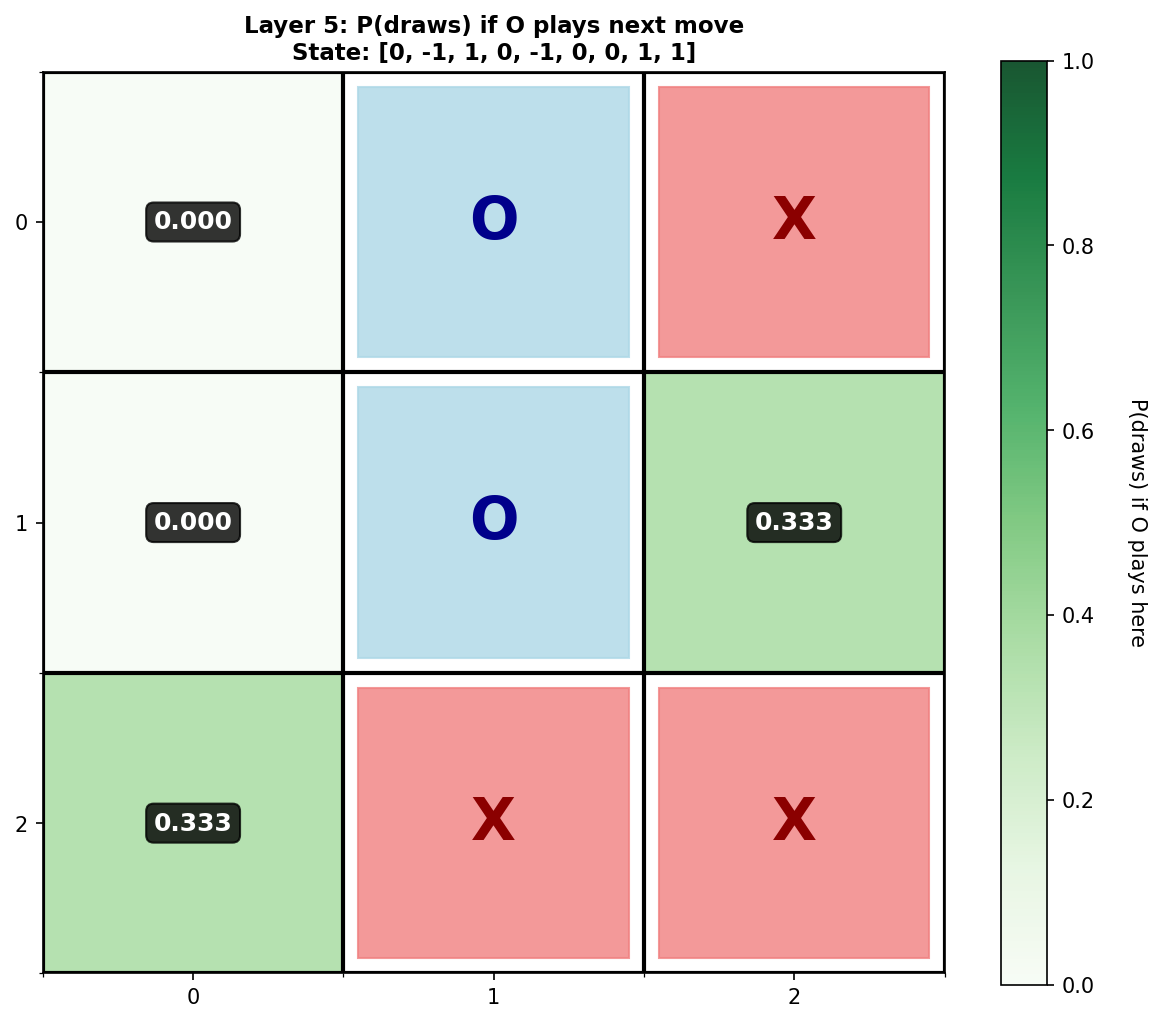 Layer 5: P(draws) if O plays next move
State: [0, -1, 1, 0, -1, 0, 0, 1, 1]
0.000 O X
0
0.000 O 0.333
1
0.333 X X
2
0 1 2
1.0
0.8
0.6
0.4
0.2
0.0
P(draws) if O plays here